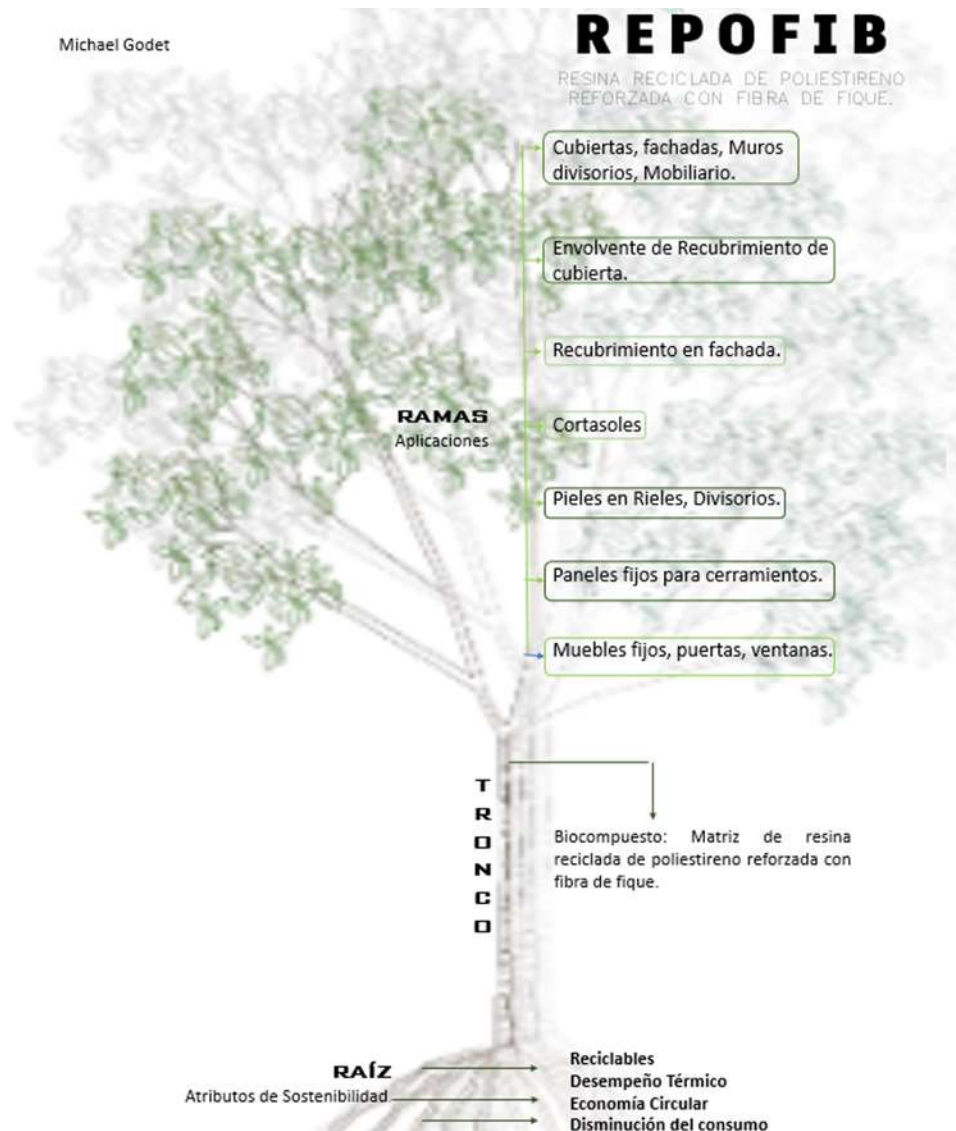 Michael Godet
REPOFIB
RESINA RECICLADA DE POLIESTIRENO
REFORZADA CON FIBRA DE FIQUE.
Cubiertas, fachadas, Muros
divisorios, Mobiliario.
Envolvente de Recubrimiento de
cubierta.
Recubrimiento en fachada.
RAMAS
Aplicaciones
Cortasoles
Pieles en Rieles, Divisorios.
Paneles fijos para cerramientos.
Muebles fijos, puertas, ventanas.
TRONCO
Biocompuesto: Matriz de resina
reciclada de poliestireno reforzada con
fibra de fique.
RAÍZ
Atributos de Sostenibilidad
Reciclables
Desempeño Térmico
Economía Circular
Disminución del consumo